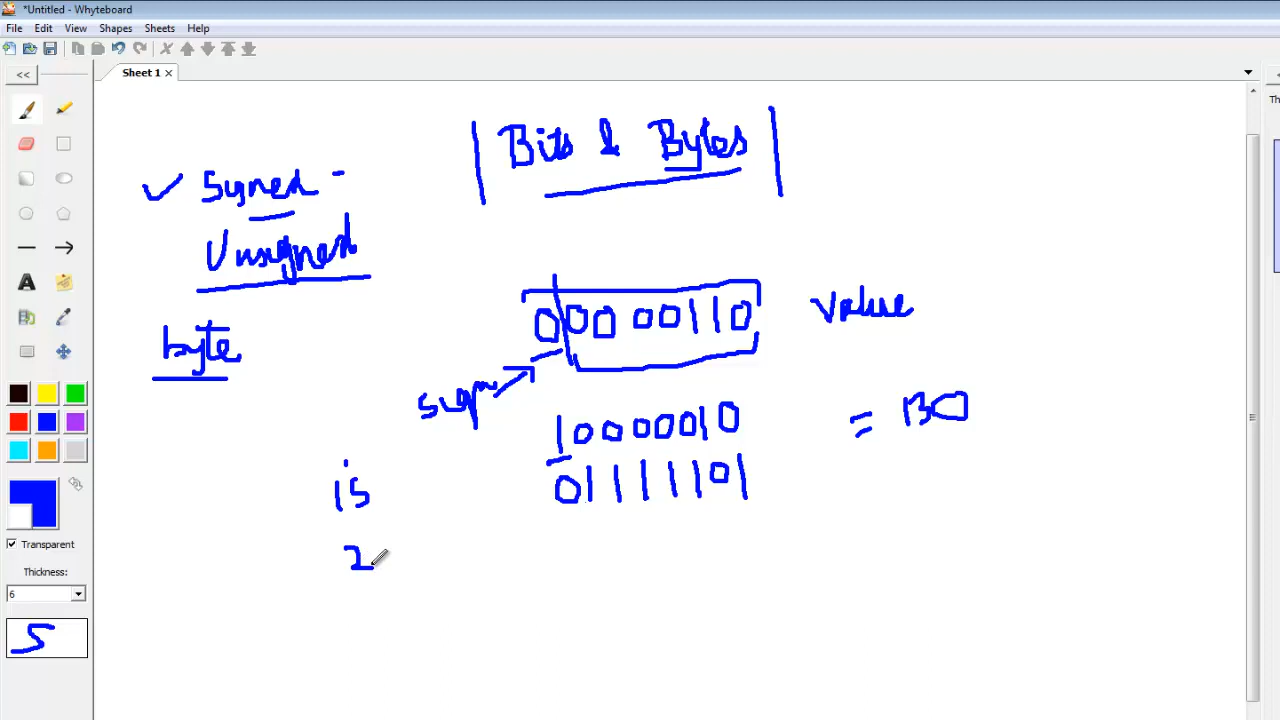 *Untitled - Whyteboard
File Edit View Shapes Sheets Help
<<
Sheet 1
Bits & Bytes
Signed -
Unsigned
00000110 value
byte
sign
10000010 = 130
is 01111101
2
Transparent
Thickness:
6
Th